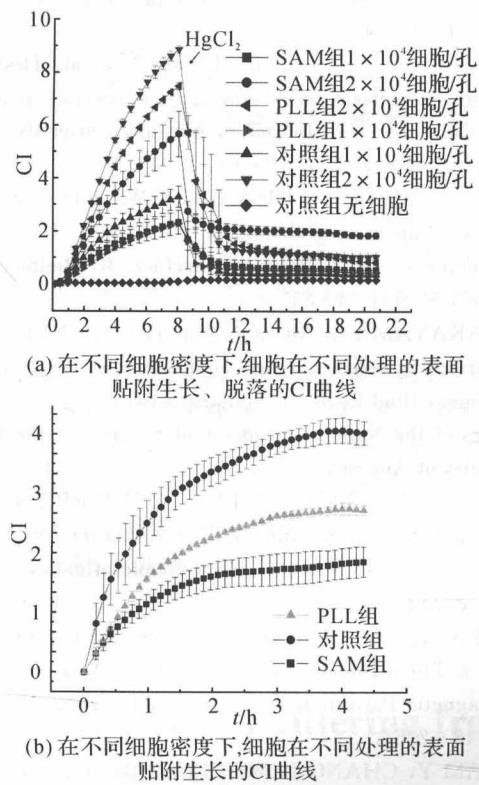 10
8
6
4
2
0
CI
HgCl₂
SAM组1×10⁴细胞/孔
SAM组2×10⁴细胞/孔
PLL组2×10⁴细胞/孔
PLL组1×10⁴细胞/孔
对照组1×10⁴细胞/孔
对照组2×10⁴细胞/孔
对照组无细胞
0 2 4 6 8 10 12 14 16 18 20 22
t/h
(a) 在不同细胞密度下,细胞在不同处理的表面
贴附生长、脱落的CI曲线
4
3
2
1
0
CI
PLL组
对照组
SAM组
0 1 2 3 4 5
t/h
(b) 在不同细胞密度下,细胞在不同处理的表面
贴附生长的CI曲线